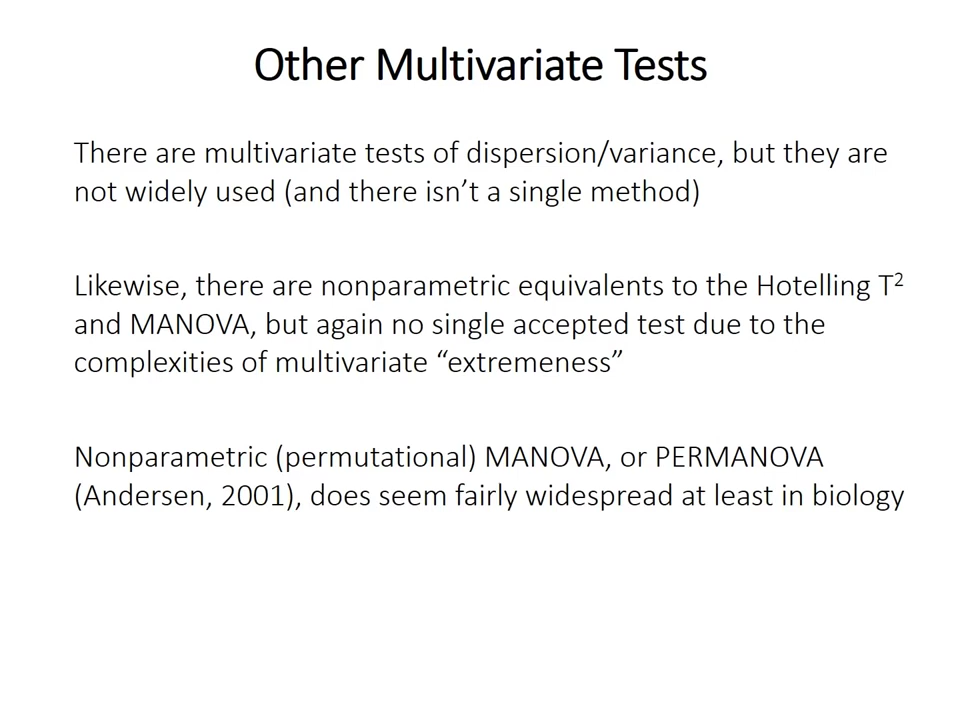 Other Multivariate Tests
There are multivariate tests of dispersion/variance, but they are
not widely used (and there isn’t a single method)
Likewise, there are nonparametric equivalents to the Hotelling T²
and MANOVA, but again no single accepted test due to the
complexities of multivariate “extremeness”
Nonparametric (permutational) MANOVA, or PERMANOVA
(Andersen, 2001), does seem fairly widespread at least in biology